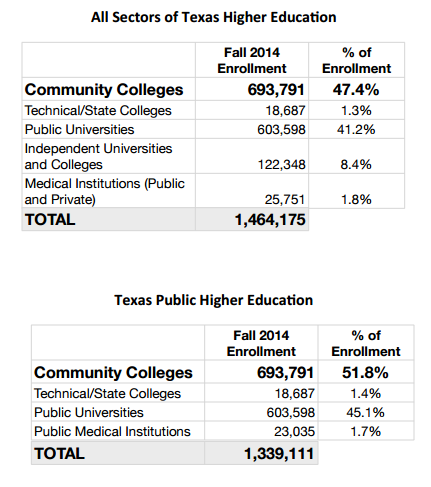 All Sectors of Texas Higher Education
Fall 2014 % of
Enrollment Enrollment
Community Colleges 693,791 47.4%
Technical/State Colleges 18,687 1.3%
Public Universities 603,598 41.2%
Independent Universities
and Colleges 122,348 8.4%
Medical Institutions (Public
and Private) 25,751 1.8%
TOTAL 1,464,175
Texas Public Higher Education
Fall 2014 % of
Enrollment Enrollment
Community Colleges 693,791 51.8%
Technical/State Colleges 18,687 1.4%
Public Universities 603,598 45.1%
Public Medical Institutions 23,035 1.7%
TOTAL 1,339,111